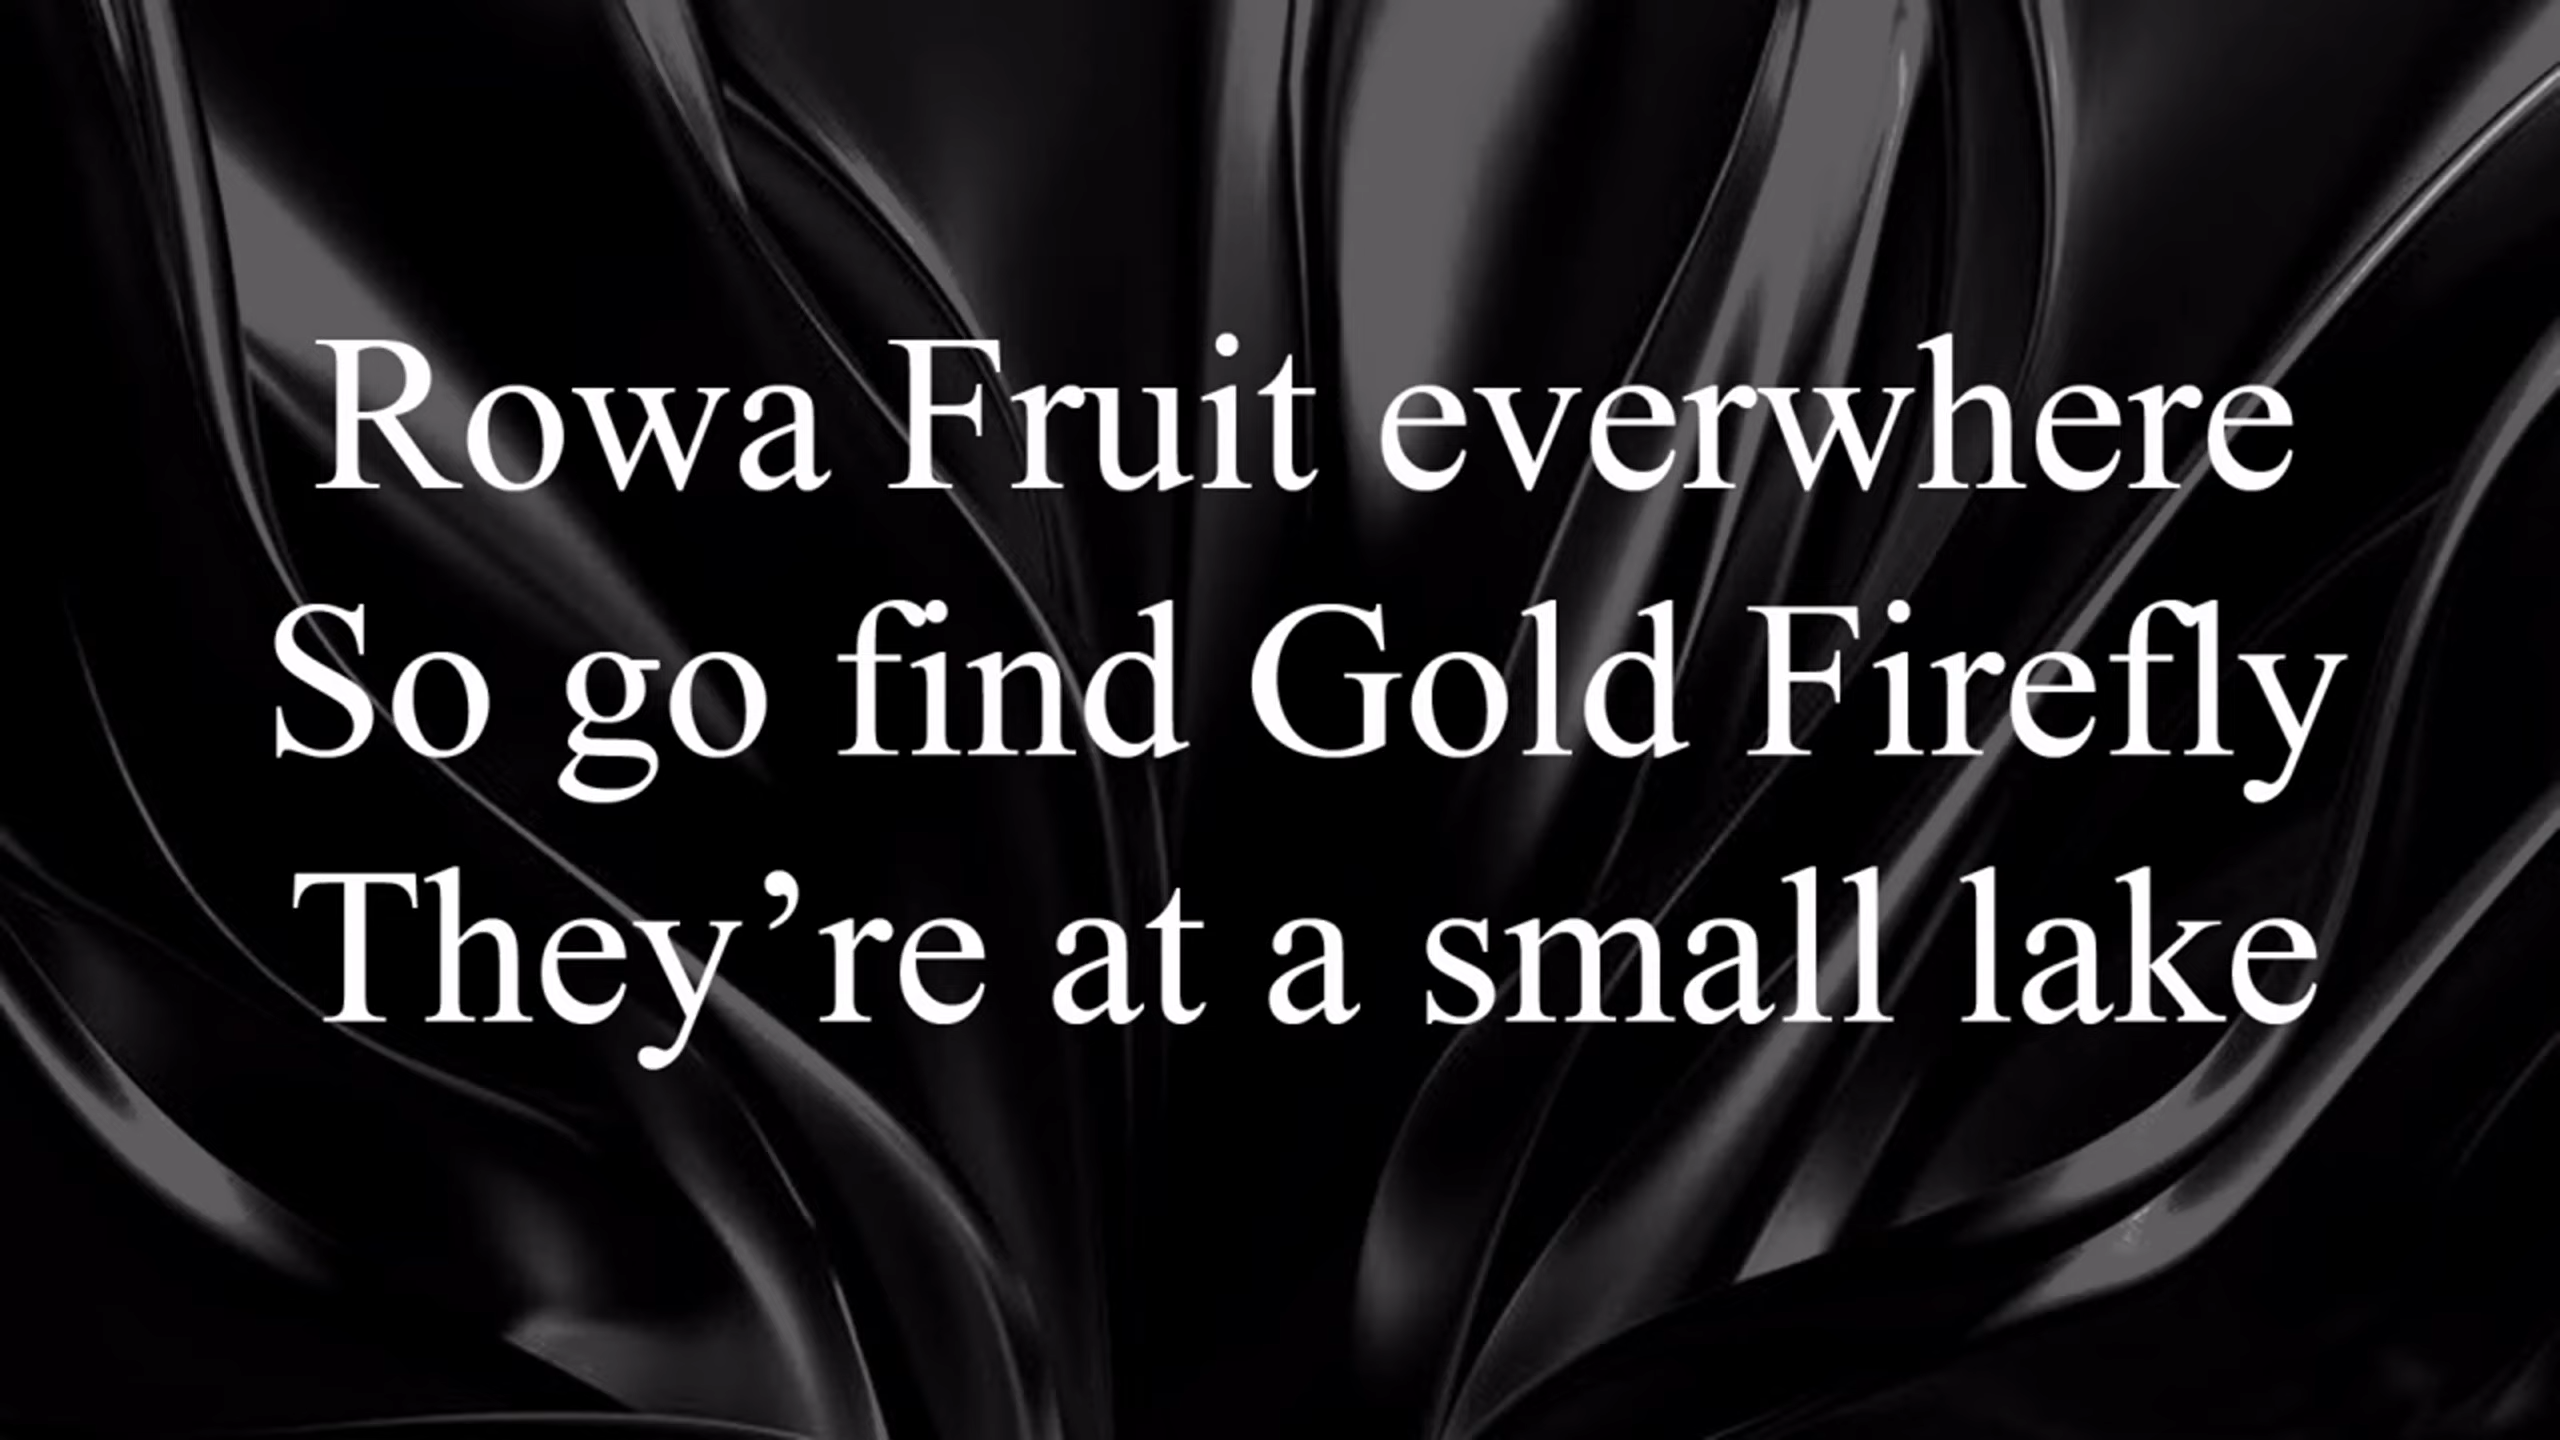 Rowa Fruit everwhere
So go find Gold Firefly
They’re at a small lake